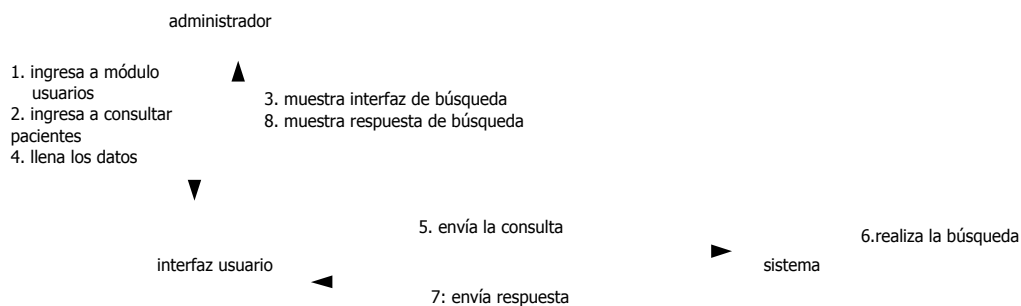 administrador
1. ingresa a módulo
usuarios
2. ingresa a consultar
pacientes
4. llena los datos
3. muestra interfaz de búsqueda
8. muestra respuesta de búsqueda
5. envía la consulta
6.realiza la búsqueda
interfaz usuario
sistema
7: envía respuesta